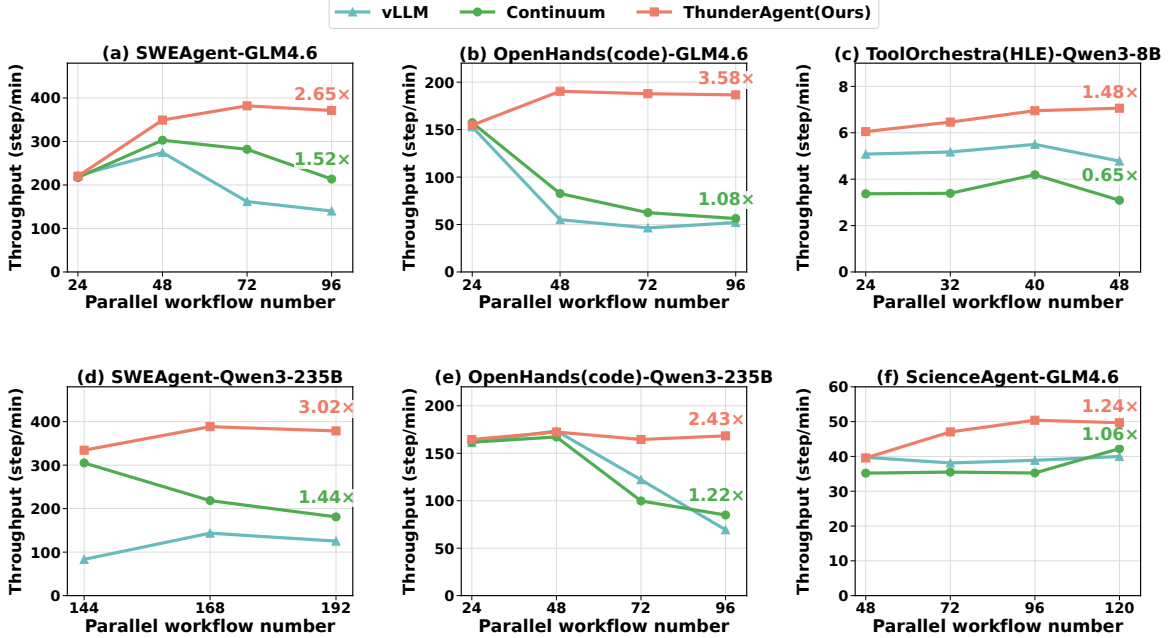 vLLM Continuum ThunderAgent(Ours)
(a) SWEAgent-GLM4.6
Throughput (step/min)
400
300
200
100
0
2.65×
1.52×
24 48 72 96
Parallel workflow number
(b) OpenHands(code)-GLM4.6
Throughput (step/min)
200
150
100
50
0
3.58×
1.08×
24 48 72 96
Parallel workflow number
(c) ToolOrchestra(HLE)-Qwen3-8B
Throughput (step/min)
8
6
4
2
0
1.48×
0.65×
24 32 40 48
Parallel workflow number
(d) SWEAgent-Qwen3-235B
Throughput (step/min)
400
300
200
100
0
3.02×
1.44×
144 168 192
Parallel workflow number
(e) OpenHands(code)-Qwen3-235B
Throughput (step/min)
200
150
100
50
0
2.43×
1.22×
24 48 72 96
Parallel workflow number
(f) ScienceAgent-GLM4.6
Throughput (step/min)
60
50
40
30
20
10
0
1.24×
1.06×
48 72 96 120
Parallel workflow number